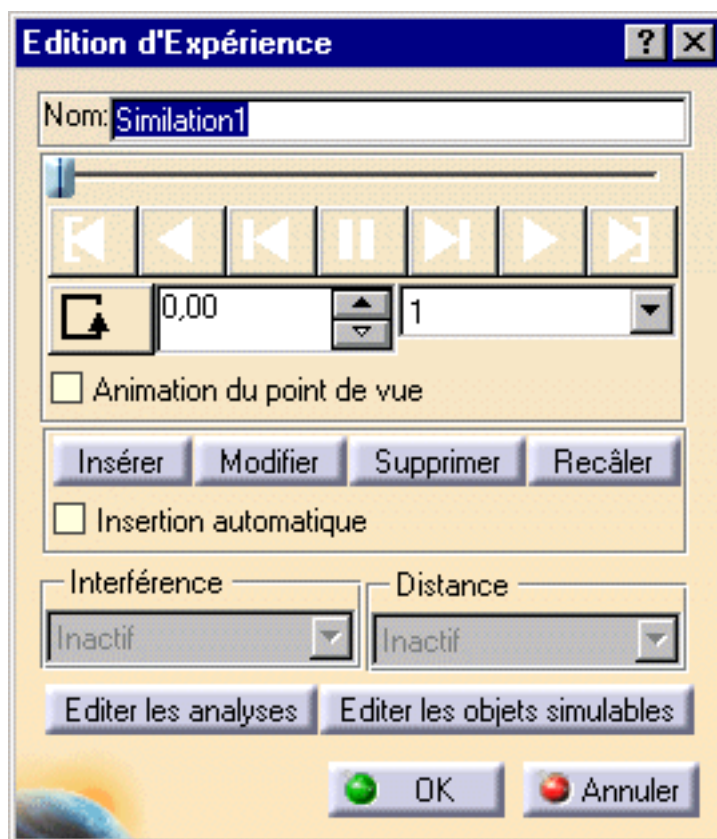 Edition d'Expérience
Nom: Similation1
0,00 1
Animation du point de vue
Insérer Modifier Supprimer Recâler
Insertion automatique
Interférence Distance
Inactif Inactif
Editer les analyses Editer les objets simulables
OK Annuler